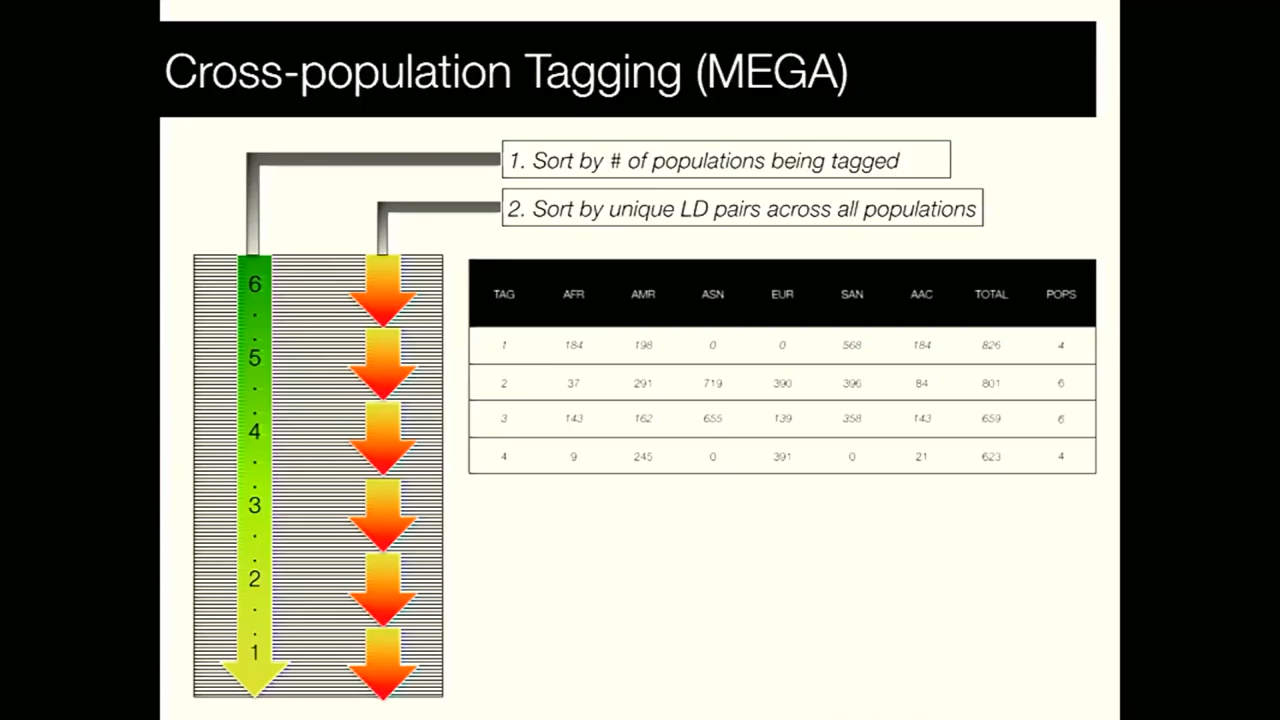 Cross-population Tagging (MEGA)
1. Sort by # of populations being tagged
2. Sort by unique LD pairs across all populations
6
5
4
3
2
1
TAG AFR AMR ASN EUR SAN AAC TOTAL POPS
1 184 198 0 0 568 184 826 4
2 37 291 719 390 396 84 801 6
3 143 162 655 139 358 143 659 6
4 9 245 0 391 0 21 623 4